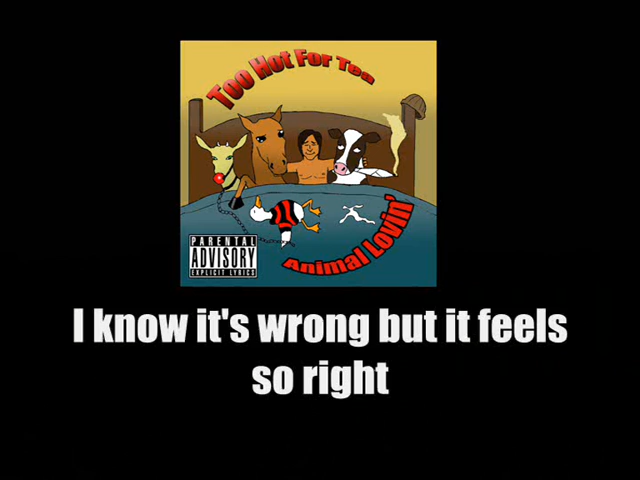 Too Hot For Tea
Animal Lovin'
PARENTAL
ADVISORY
EXPLICIT LYRICS
I know it's wrong but it feels
so right